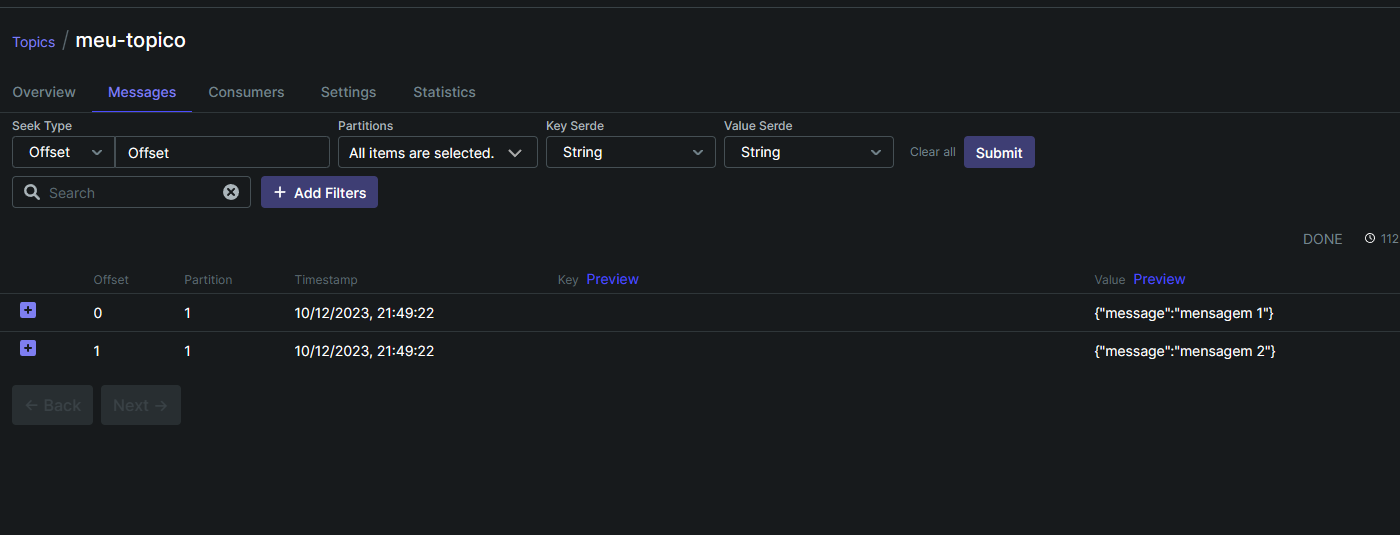 Topics / meu-topico
Overview Messages Consumers Settings Statistics
Seek Type Partitions Key Serde Value Serde
Offset Offset All items are selected. String String Clear all Submit
Search + Add Filters
DONE 112
Offset Partition Timestamp Key Preview Value Preview
0 1 10/12/2023, 21:49:22 {"message":"mensagem 1"}
1 1 10/12/2023, 21:49:22 {"message":"mensagem 2"}
← Back Next →